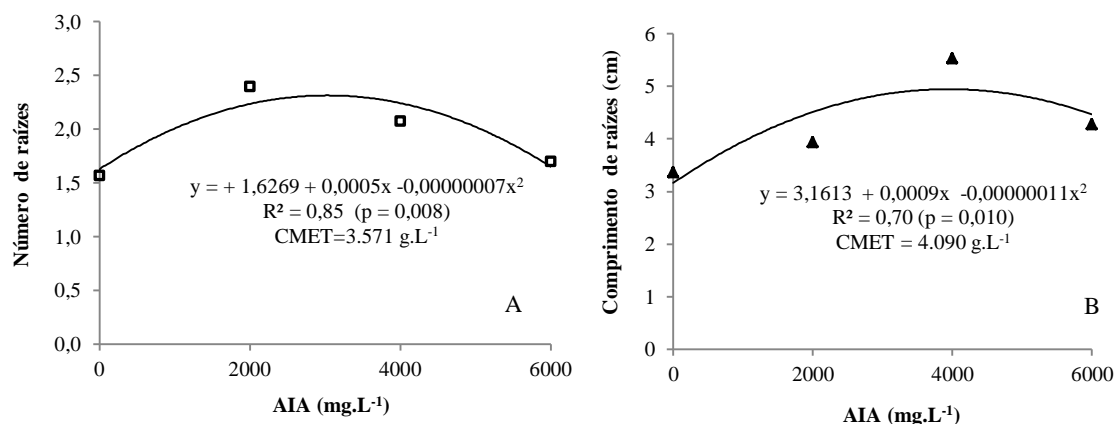 Número de raízes
3,0
2,5
2,0
1,5
1,0
0,5
0,0
y = + 1,6269 + 0,0005x -0,00000007x²
R² = 0,85 (p = 0,008)
CMET=3.571 g.L⁻¹
A
0 2000 4000 6000
AIA (mg.L⁻¹)
Comprimento de raízes (cm)
6
5
4
3
2
1
0
y = 3,1613 + 0,0009x -0,00000011x²
R² = 0,70 (p = 0,010)
CMET = 4.090 g.L⁻¹
B
0 2000 4000 6000
AIA (mg.L⁻¹)